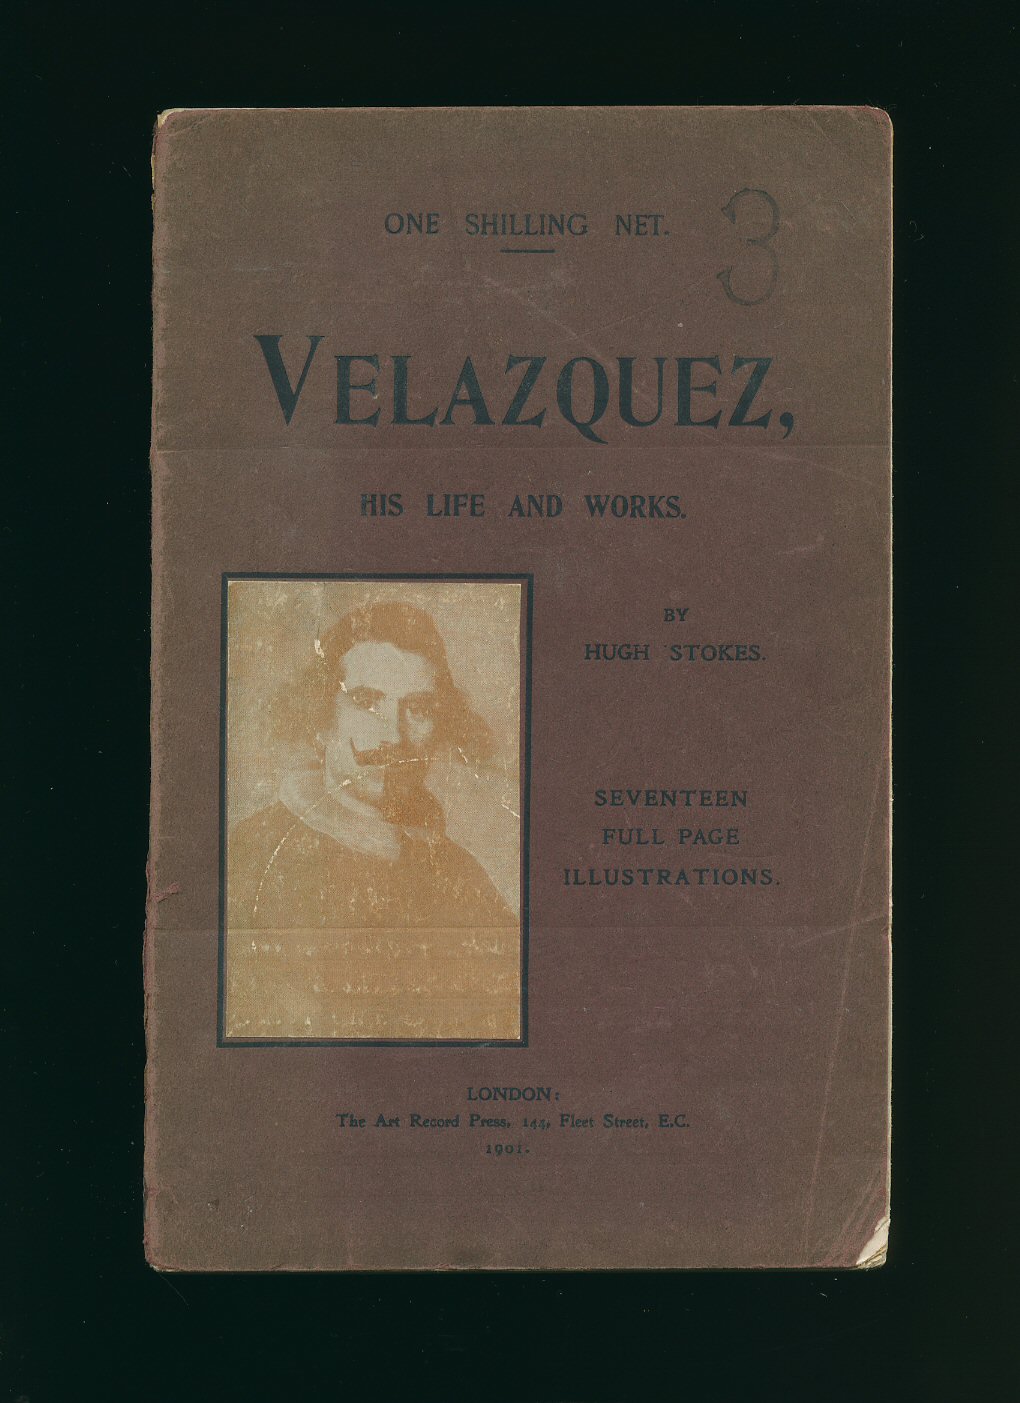 ONE SHILLING NET.
3
VELAZQUEZ,
HIS LIFE AND WORKS.
BY
HUGH STOKES.
SEVENTEEN
FULL PAGE
ILLUSTRATIONS.
LONDON:
The Art Record Press, 144, Fleet Street, E.C.
1901.